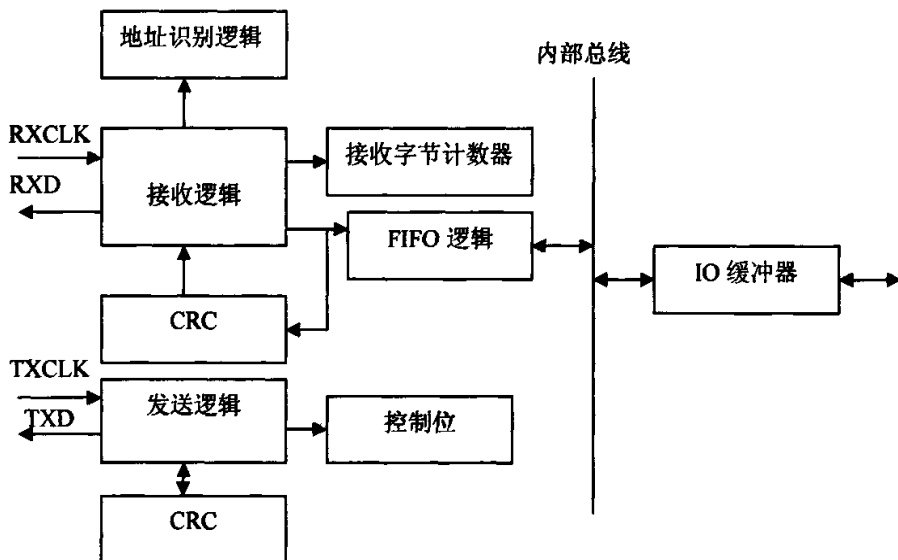 地址识别逻辑
内部总线
RXCLK
RXD
接收逻辑
接收字节计数器
FIFO 逻辑
IO 缓冲器
CRC
TXCLK
TXD
发送逻辑
控制位
CRC